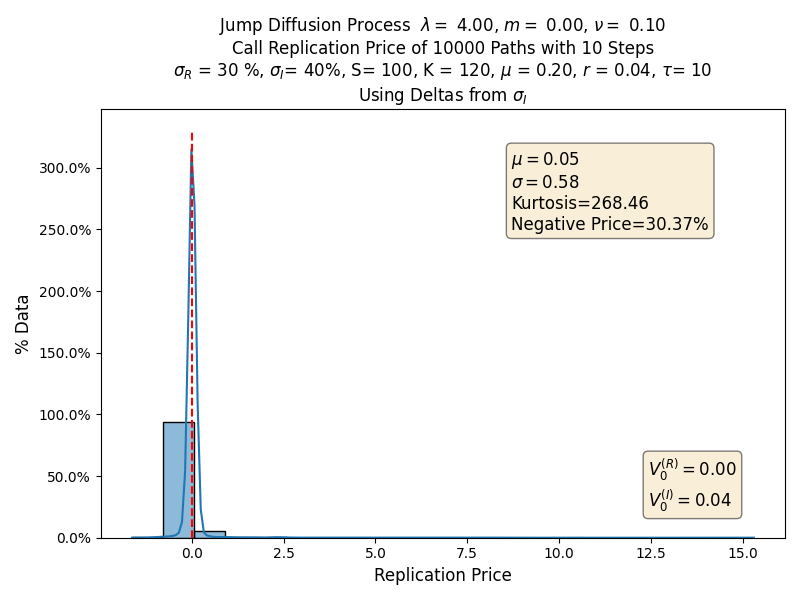 Jump Diffusion Process λ = 4.00, m = 0.00, ν = 0.10
Call Replication Price of 10000 Paths with 10 Steps
σ_R = 30 %, σ_I= 40%, S= 100, K = 120, μ = 0.20, r = 0.04, τ= 10
Using Deltas from σ_I
300.0%
250.0%
200.0%
150.0%
100.0%
50.0%
0.0%
% Data
μ = 0.05
σ = 0.58
Kurtosis=268.46
Negative Price=30.37%
V_0^(R) = 0.00
V_0^(I) = 0.04
0.0 2.5 5.0 7.5 10.0 12.5 15.0
Replication Price